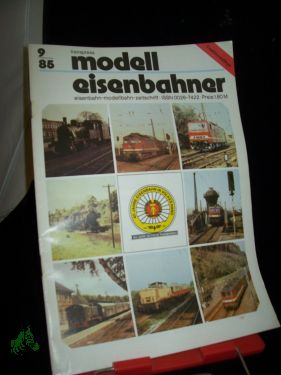 9
85
transpress
modell
eisenbahner
eisenbahn-modellbahn-zeitschrift · ISSN 0026-7422 · Preis 1,80 M